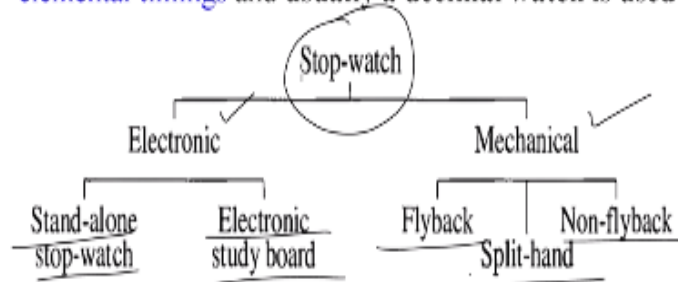 elemental timings and usually a decimal watch is used
Stop-watch
Electronic Mechanical
Stand-alone Electronic Flyback Non-flyback
stop-watch study board Split-hand